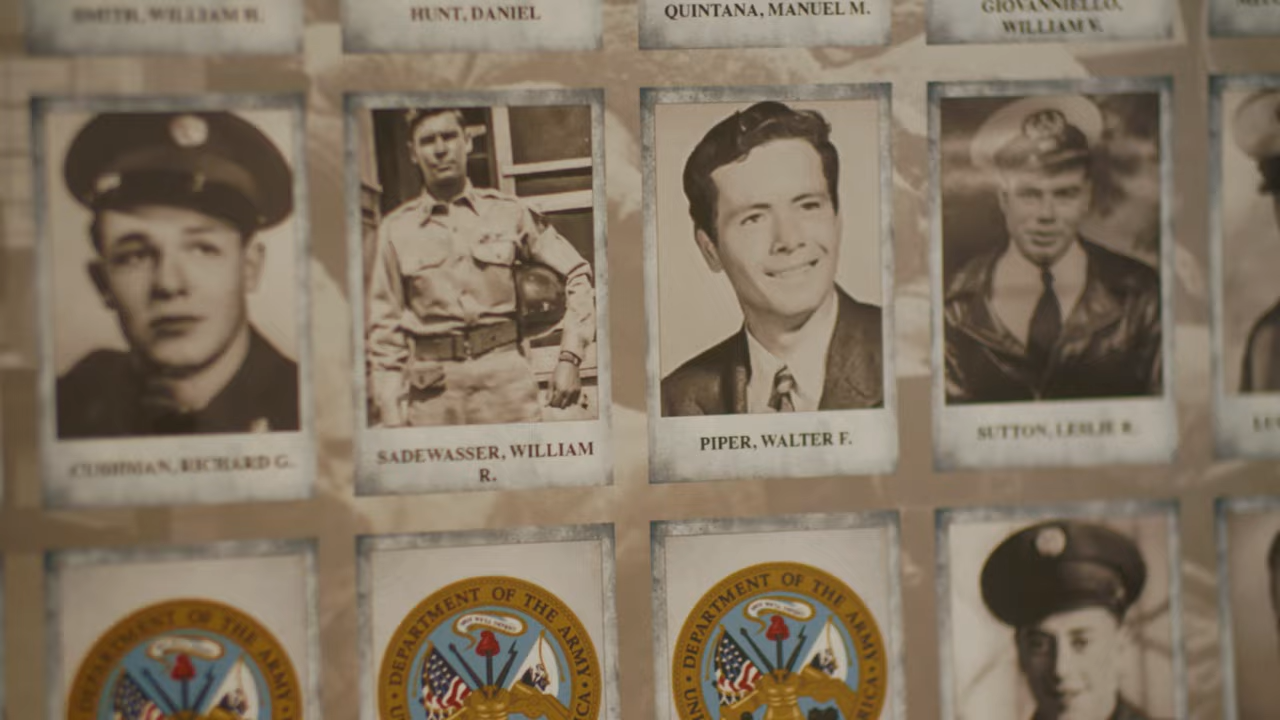 SMITH, WILLIAM H.
HUNT, DANIEL
QUINTANA, MANUEL M.
GIOVANNIELLO,
WILLIAM V.
CUSHMAN, RICHARD G.
SADEWASSER, WILLIAM
R.
PIPER, WALTER F.
SUTTON, LESLIE R.
DEPARTMENT OF THE ARMY
DEPARTMENT OF THE ARMY
DEPARTMENT OF THE ARMY